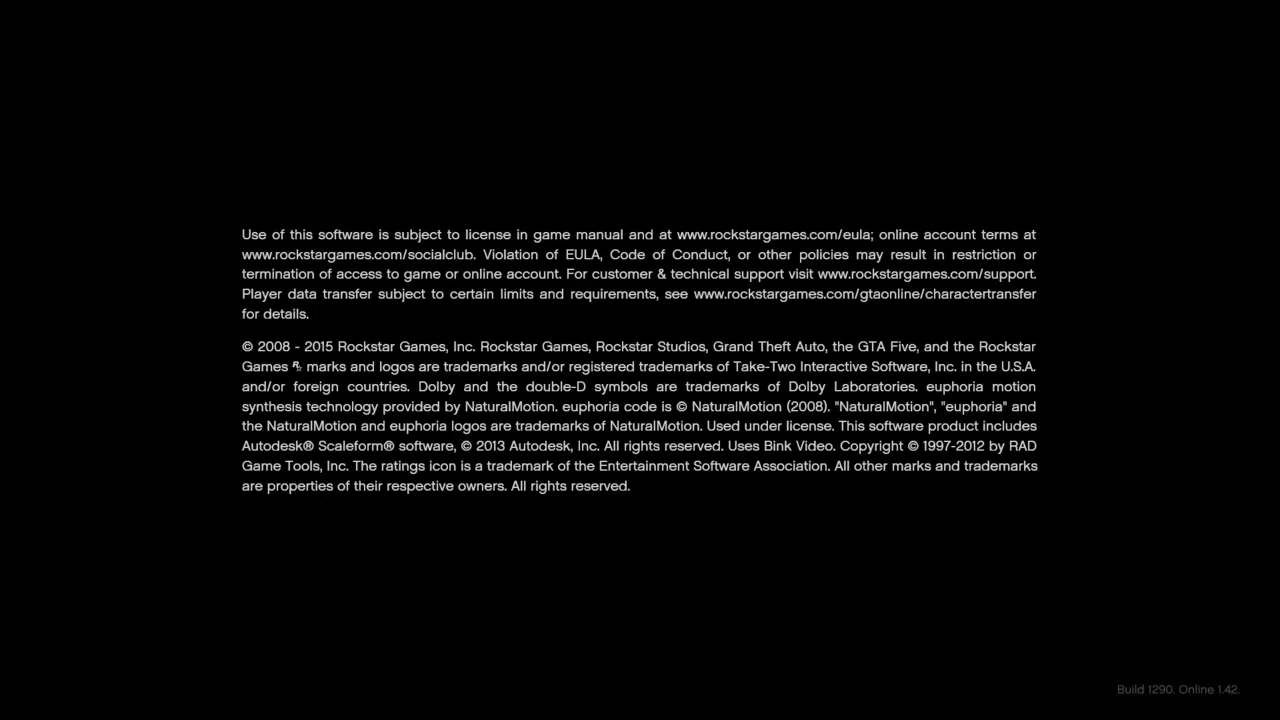 Use of this software is subject to license in game manual and at www.rockstargames.com/eula; online account terms at
www.rockstargames.com/socialclub. Violation of EULA, Code of Conduct, or other policies may result in restriction or
termination of access to game or online account. For customer & technical support visit www.rockstargames.com/support.
Player data transfer subject to certain limits and requirements, see www.rockstargames.com/gtaonline/charactertransfer
for details.
© 2008 - 2015 Rockstar Games, Inc. Rockstar Games, Rockstar Studios, Grand Theft Auto, the GTA Five, and the Rockstar
Games R* marks and logos are trademarks and/or registered trademarks of Take-Two Interactive Software, Inc. in the U.S.A.
and/or foreign countries. Dolby and the double-D symbols are trademarks of Dolby Laboratories. euphoria motion
synthesis technology provided by NaturalMotion. euphoria code is © NaturalMotion (2008). "NaturalMotion", "euphoria" and
the NaturalMotion and euphoria logos are trademarks of NaturalMotion. Used under license. This software product includes
Autodesk® Scaleform® software, © 2013 Autodesk, Inc. All rights reserved. Uses Bink Video. Copyright © 1997-2012 by RAD
Game Tools, Inc. The ratings icon is a trademark of the Entertainment Software Association. All other marks and trademarks
are properties of their respective owners. All rights reserved.
Build 1290. Online 1.42.